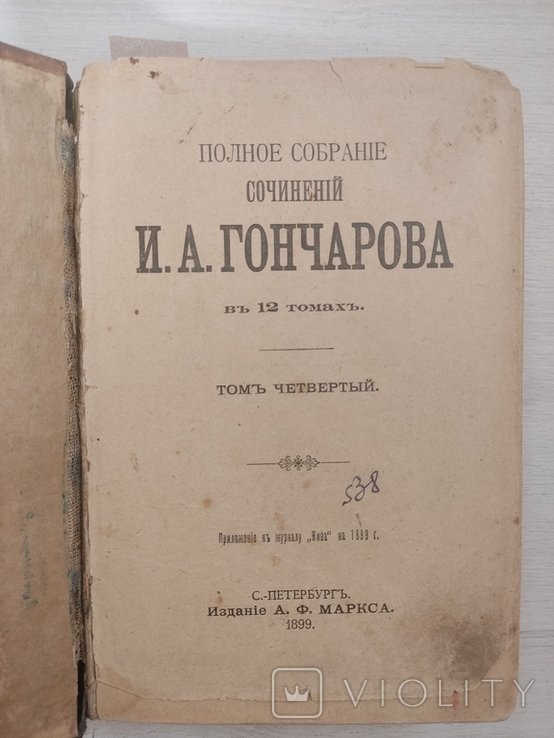 ПОЛНОЕ СОБРАНІЕ
СОЧИНЕНІЙ
И. А. ГОНЧАРОВА
въ 12 томахъ.
ТОМЪ ЧЕТВЕРТЫЙ.
538
Приложеніе къ журналу „Нива" на 1899 г.
С.-ПЕТЕРБУРГЪ.
Изданіе А. Ф. МАРКСА.
1899.
VIOLITY